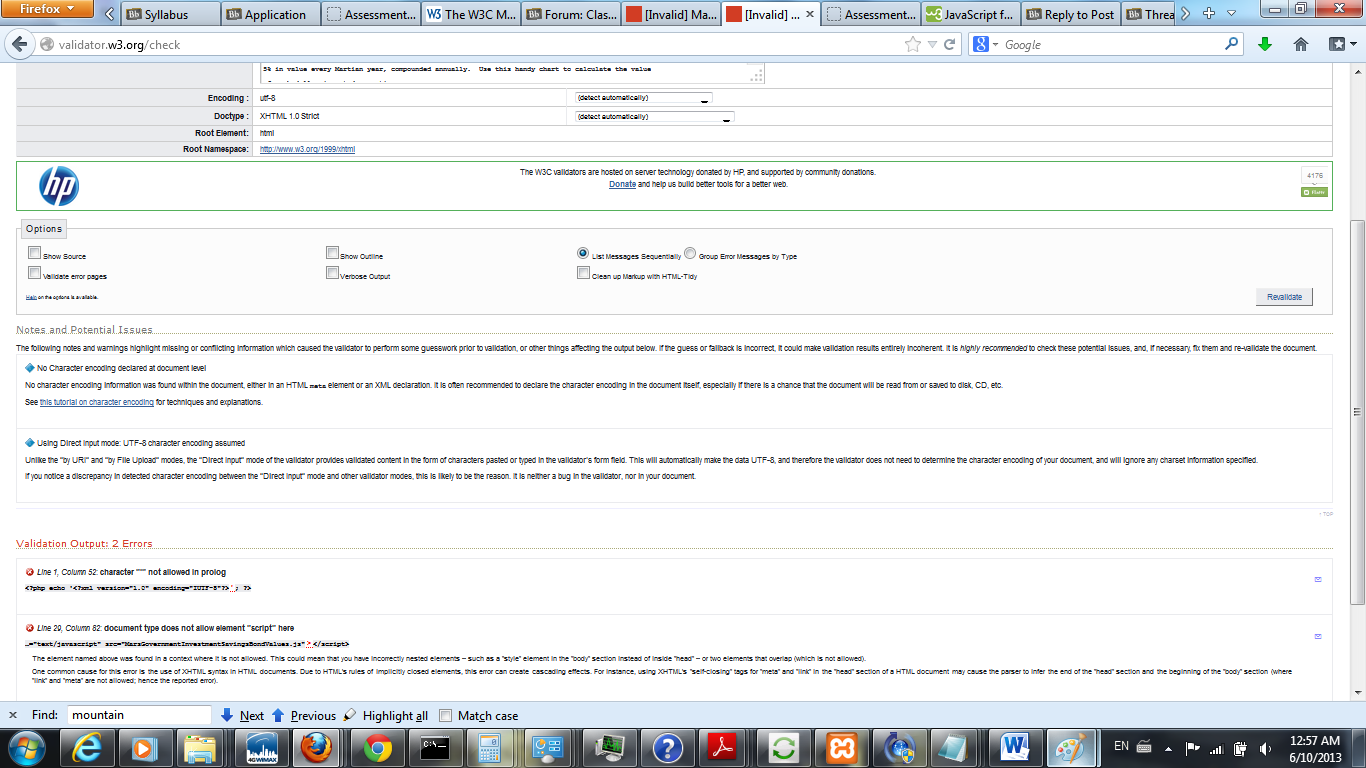 Firefox
Syllabus
Application
Assessment...
The W3C M...
Forum: Clas...
[Invalid] Ma...
[Invalid] ...
Assessment...
JavaScript f...
Reply to Post
Threa
validator.w3.org/check
Google
5% in value every Martian year, compounded annually. Use this handy chart to calculate the value
Encoding : utf-8 (detect automatically)
Doctype : XHTML 1.0 Strict (detect automatically)
Root Element: html
Root Namespace: http://www.w3.org/1999/xhtml
hp
The W3C validators are hosted on server technology donated by HP, and supported by community donations.
Donate and help us build better tools for a better web.
4176
Options
Show Source Show Outline List Messages Sequentially Group Error Messages by Type
Validate error pages Verbose Output Clean up Markup with HTML-Tidy
Help on the options is available.
Revalidate
Notes and Potential Issues
The following notes and warnings highlight missing or conflicting information which caused the validator to perform some guesswork prior to validation, or other things affecting the output below. If the guess or fallback is incorrect, it could make validation results entirely incoherent. It is highly recommended to check these potential issues, and, if necessary, fix them and re-validate the document.
No Character encoding declared at document level
No character encoding information was found within the document, either in an HTML meta element or an XML declaration. It is often recommended to declare the character encoding in the document itself, especially if there is a chance that the document will be read from or saved to disk, CD, etc.
See this tutorial on character encoding for techniques and explanations.
Using Direct Input mode: UTF-8 character encoding assumed
Unlike the "by URI" and "by File Upload" modes, the "Direct Input" mode of the validator provides validated content in the form of characters pasted or typed in the validator's form field. This will automatically make the data UTF-8, and therefore the validator does not need to determine the character encoding of your document, and will ignore any charset information specified.
If you notice a discrepancy in detected character encoding between the "Direct Input" mode and other validator modes, this is likely to be the reason. It is neither a bug in the validator, nor in your document.
↑ TOP
Validation Output: 2 Errors
Line 1, Column 52: character "'" not allowed in prolog
<?php echo '<?xml version="1.0" encoding="IUTF-8"?>'; ?>
Line 29, Column 82: document type does not allow element "script" here
…="text/javascript" src="MarsGovernmentInvestmentSavingsBondValues.js"></script>
The element named above was found in a context where it is not allowed. This could mean that you have incorrectly nested elements -- such as a "style" element in the "body" section instead of inside "head" -- or two elements that overlap (which is not allowed).
One common cause for this error is the use of XHTML syntax in HTML documents. Due to HTML's rules of implicitly closed elements, this error can create cascading effects. For instance, using XHTML's "self-closing" tags for "meta" and "link" in the "head" section of a HTML document may cause the parser to infer the end of the "head" section and the beginning of the "body" section (where
"link" and "meta" are not allowed; hence the reported error).
× Find: mountain Next Previous Highlight all Match case
4G WIMAX
C:\
EN
12:57 AM
6/10/2013